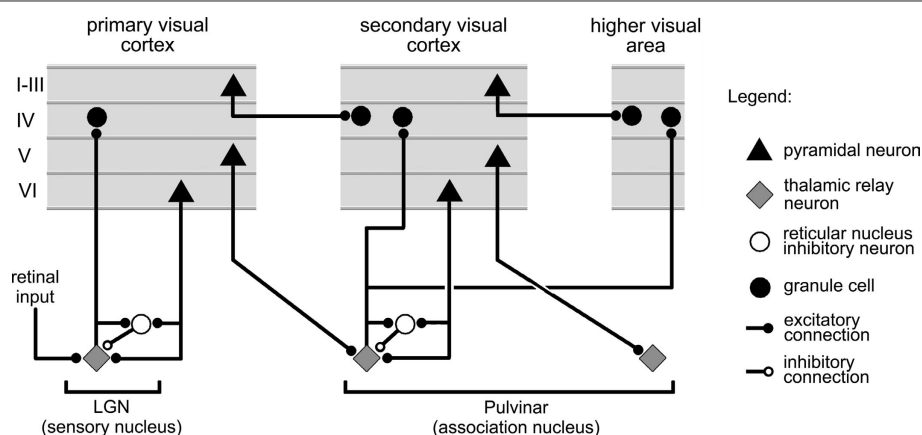 primary visual
cortex
secondary visual
cortex
higher visual
area
I-III
IV
V
VI
retinal
input
LGN
(sensory nucleus)
Pulvinar
(association nucleus)
Legend:
pyramidal neuron
thalamic relay
neuron
reticular nucleus
inhibitory neuron
granule cell
excitatory
connection
inhibitory
connection